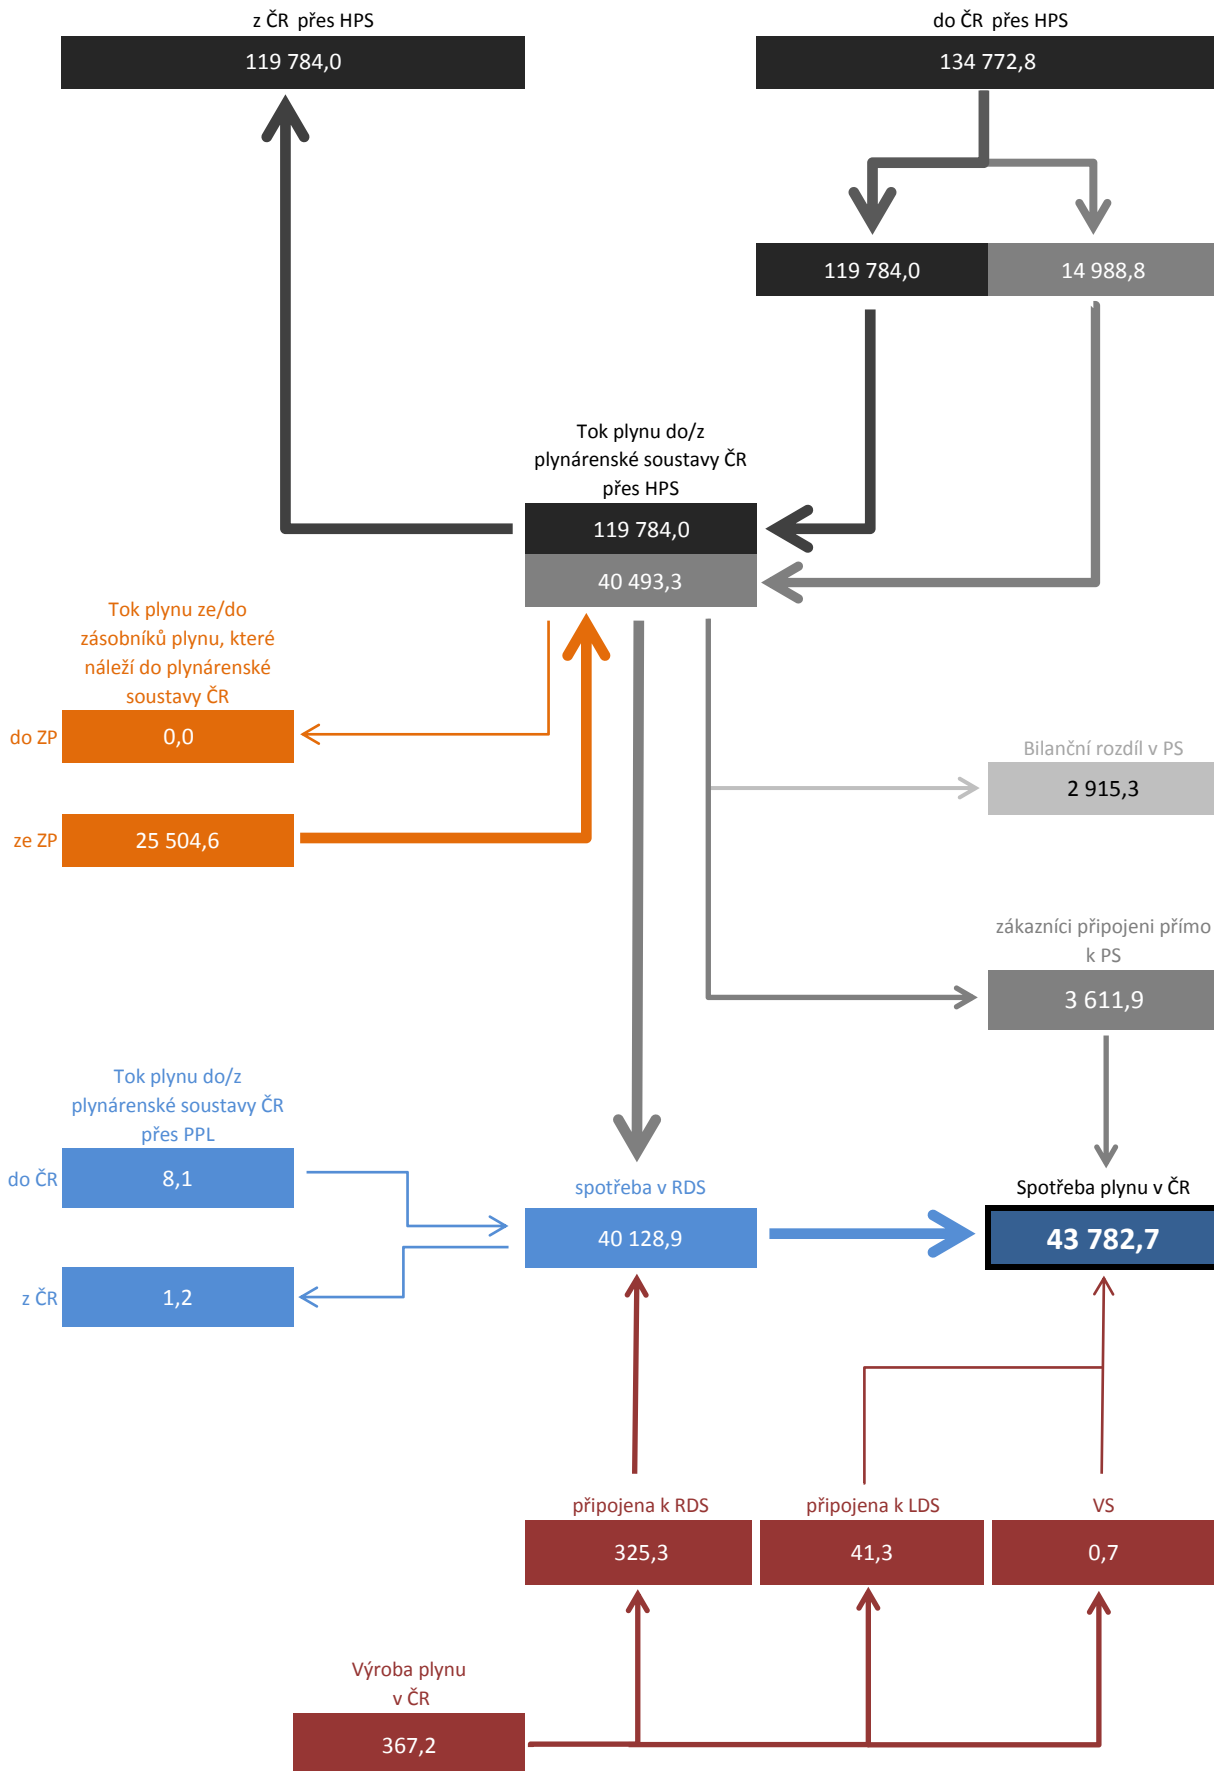 z ČR přes HPS
do ČR přes HPS
119 784,0
134 772,8
119 784,0
14 988,8
Tok plynu do/z
plynárenské soustavy ČR
přes HPS
119 784,0
40 493,3
Tok plynu ze/do
zásobníků plynu, které
náleží do plynárenské
soustavy ČR
do ZP
0,0
ze ZP
25 504,6
Bilanční rozdíl v PS
2 915,3
zákazníci připojeni přímo
k PS
3 611,9
Tok plynu do/z
plynárenské soustavy ČR
přes PPL
do ČR
8,1
z ČR
1,2
spotřeba v RDS
40 128,9
Spotřeba plynu v ČR
43 782,7
připojena k RDS
připojena k LDS
VS
325,3
41,3
0,7
Výroba plynu
v ČR
367,2